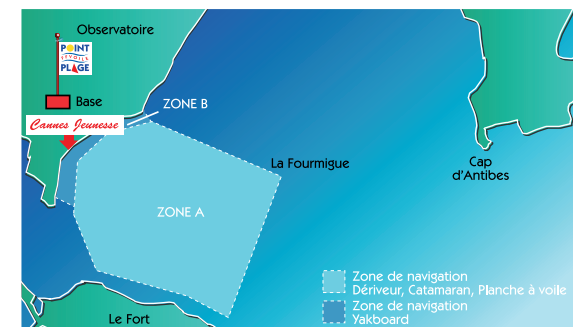 Observatoire
POINT
PLAGE
Base
ZONE B
Cannes Jeunesse
La Fourmigue
Cap
d'Antibes
ZONE A
Zone de navigation
Dériveur, Catamaran, Planche à voile
Zone de navigation
Yakboard
Le Fort